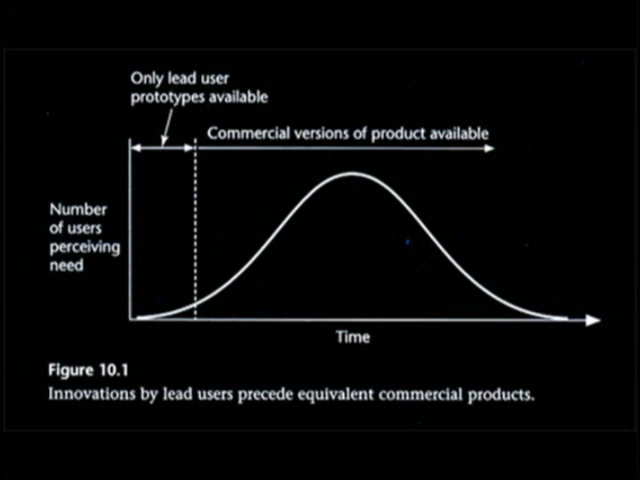 Only lead user
prototypes available
Commercial versions of product available
Number
of users
perceiving
need
Time
Figure 10.1
Innovations by lead users precede equivalent commercial products.